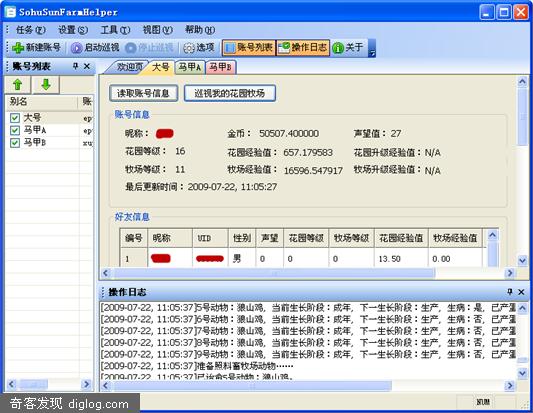 SohuSunFarmHelper
任务(F) 设置(S) 工具(T) 视图(V) 帮助(H)
新建账号 启动巡视 停止巡视 选项 账号列表 操作日志 关于
账号列表
别名 账
大号
马甲A
马甲B
欢迎页 大号 马甲A 马甲B
读取账号信息 巡视我的花园牧场
账号信息
昵称： 金币： 50507.400000 声望值： 27
花园等级： 16 花园经验值： 657.179583 花园升级经验值： N/A
牧场等级： 11 牧场经验值： 16596.547917 牧场升级经验值： N/A
最后更新时间： 2009-07-22, 11:05:27
好友信息
编号 昵称 UID 性别 声望 花园等级 牧场等级 花园经验值 牧场经验值
1 男 0 0 0 13.50 0.00
操作日志
[2009-07-22, 11:05:37]5号动物：狼山鸡, 当前生长阶段：成年, 下一生长阶段：生产, 生病：是, 已产蛋
[2009-07-22, 11:05:37]6号动物：狼山鸡, 当前生长阶段：成年, 下一生长阶段：生产, 生病：否, 已产蛋
[2009-07-22, 11:05:37]7号动物：狼山鸡, 当前生长阶段：成年, 下一生长阶段：生产, 生病：否, 已产蛋
[2009-07-22, 11:05:37]8号动物：狼山鸡, 当前生长阶段：成年, 下一生长阶段：生产, 生病：否, 已产蛋
[2009-07-22, 11:05:37]9号动物：狼山鸡, 当前生长阶段：成年, 下一生长阶段：生产, 生病：否, 已产蛋
[2009-07-22, 11:05:37]准备照料畜牧场动物……
[2009-07-22, 11:05:37]已治愈5号动物：狼山鸡。
奇客发现 diglog.com
NUM